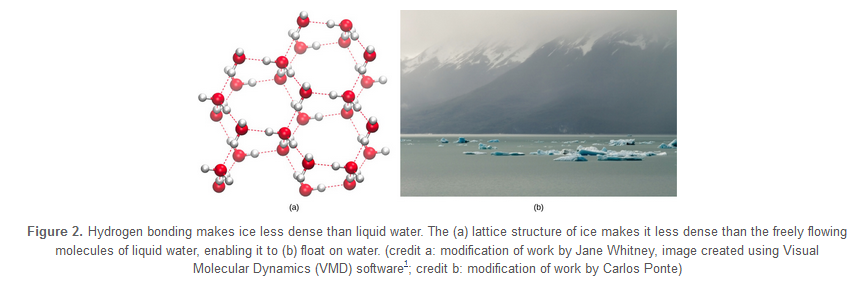 (a)
(b)
Figure 2. Hydrogen bonding makes ice less dense than liquid water. The (a) lattice structure of ice makes it less dense than the freely flowing
molecules of liquid water, enabling it to (b) float on water. (credit a: modification of work by Jane Whitney, image created using Visual
Molecular Dynamics (VMD) software1; credit b: modification of work by Carlos Ponte)